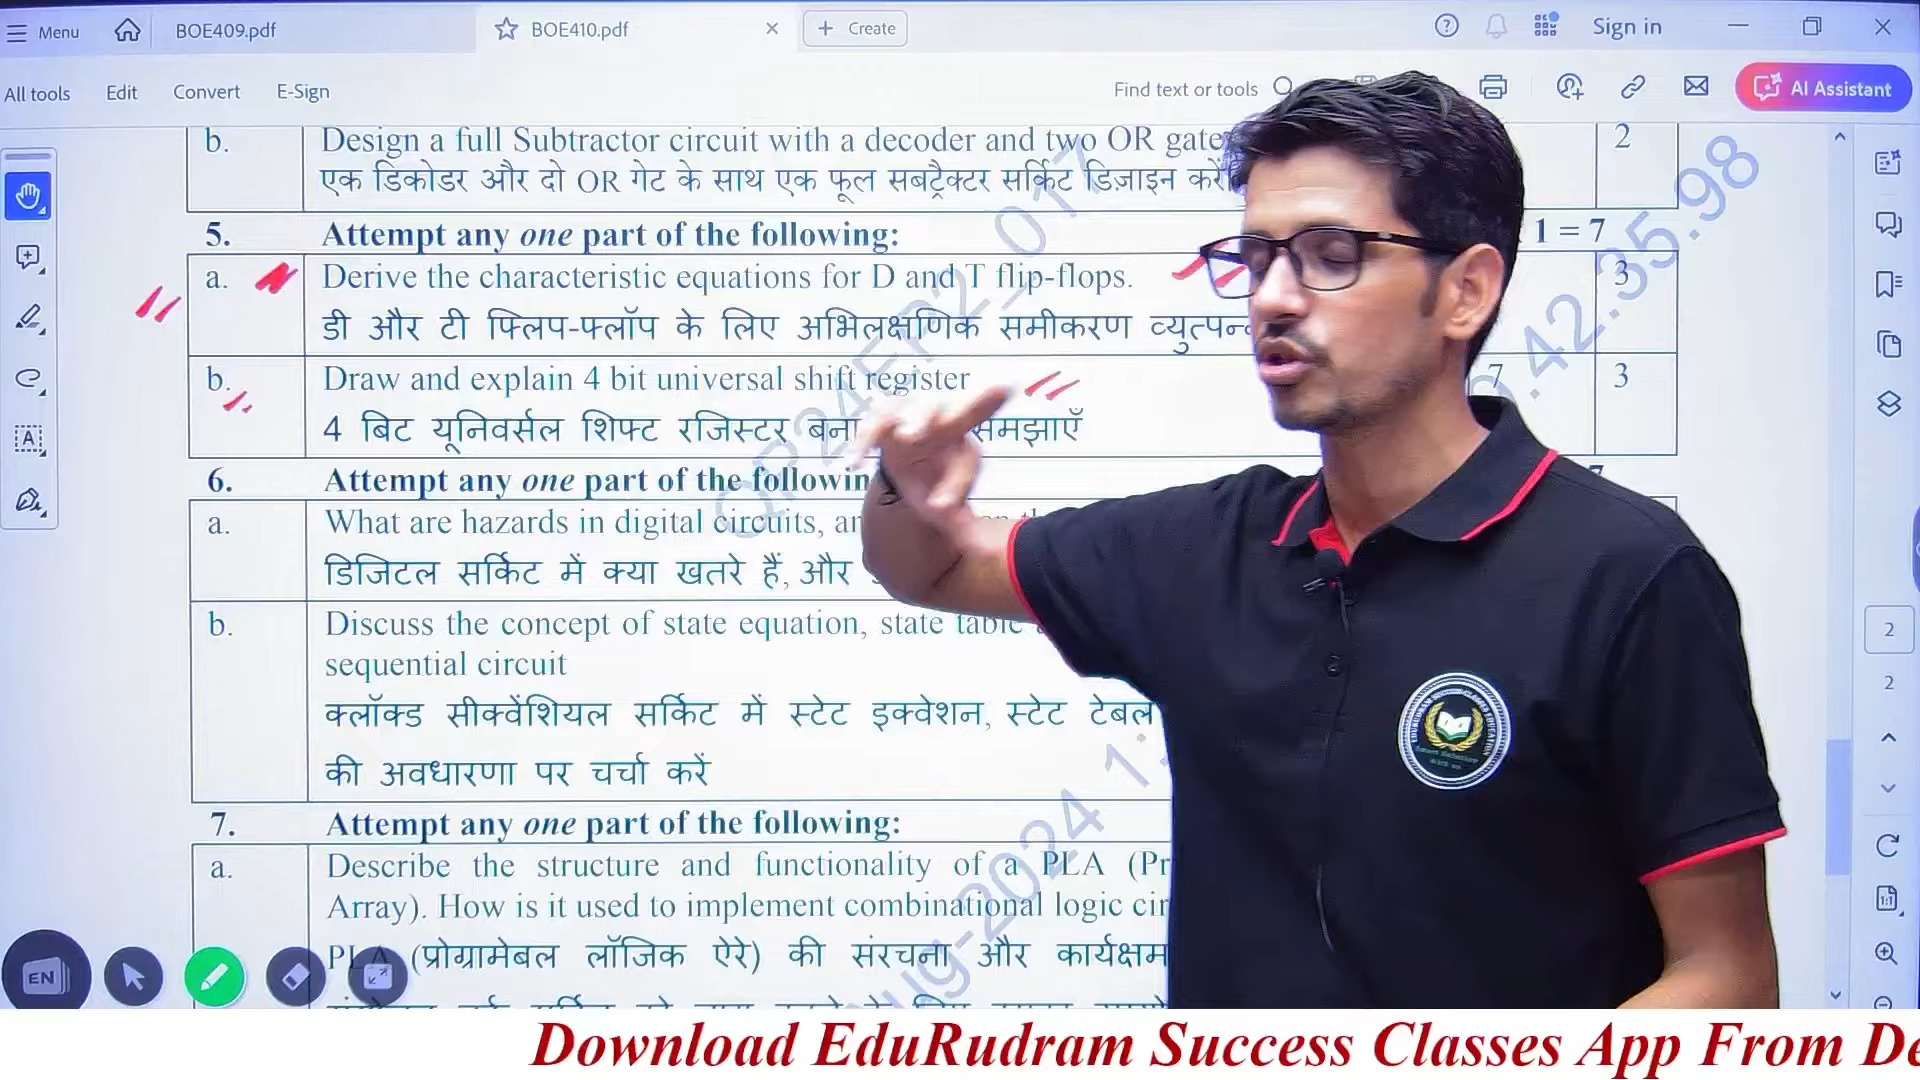 Menu
BOE409.pdf
BOE410.pdf
Create
Sign in
All tools
Edit
Convert
E-Sign
Find text or tools
AI Assistant
b. Design a full Subtractor circuit with a decoder and two OR gate 2
एक डिकोडर और दो OR गेट के साथ एक फूल सबट्रैक्टर सर्किट डिज़ाइन करें
5. Attempt any one part of the following: 1 = 7
a. Derive the characteristic equations for D and T flip-flops. 3
डी और टी फ्लिप-फ्लॉप के लिए अभिलक्षणिक समीकरण
b. Draw and explain 4 bit universal shift register 7 3
4 बिट यूनिवर्सल शिफ्ट रजिस्टर बना समझाएँ
6. Attempt any one part of the
a. What are hazards in digital circuits,
डिजिटल सर्किट में क्या खतरे हैं, और
b. Discuss the concept of state equation, state
sequential circuit
क्लॉक्ड सीक्वेंशियल सर्किट में स्टेट इक्वेशन, स्टेट टेबल
की अवधारणा पर चर्चा करें
7. Attempt any one part of the following:
a. Describe the structure and functionality of a PLA (Pr
Array). How is it used to implement combinational logic cir
PLA (प्रोग्रामेबल लॉजिक ऐरे) की संरचना और कार्यक्षम
2
2
EN
Download EduRudram Success Classes App From De